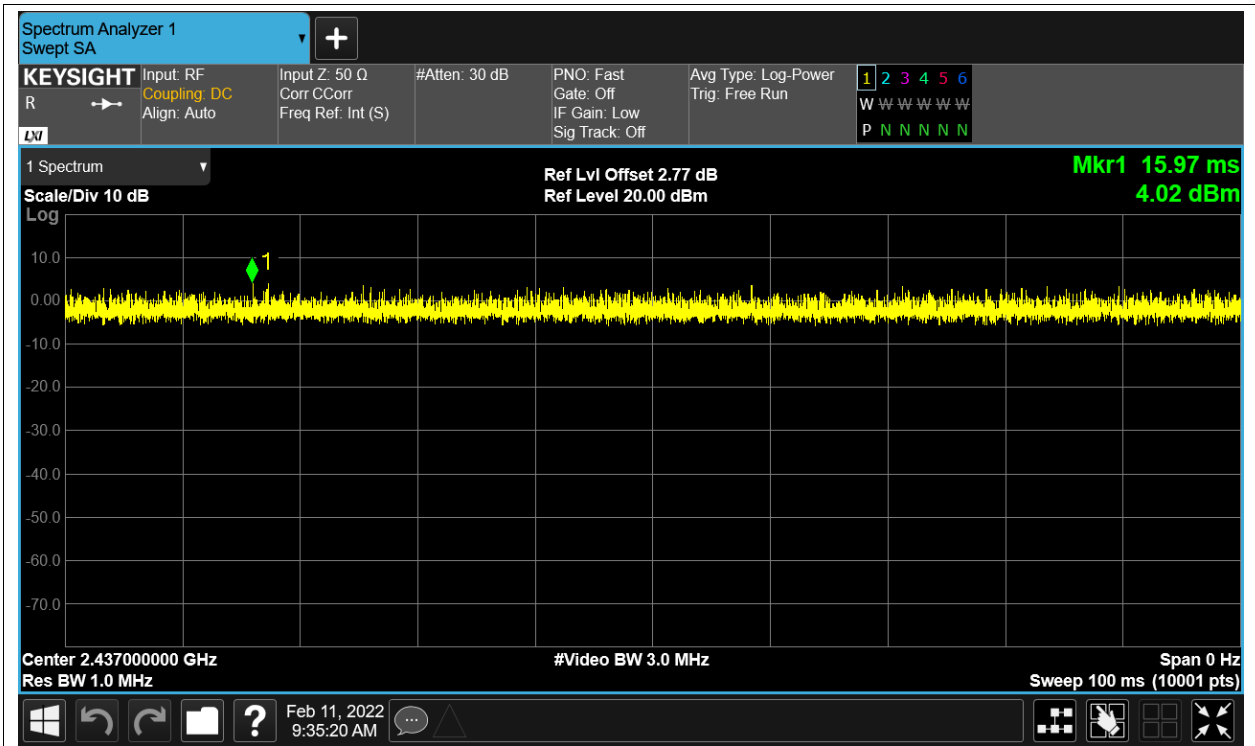 Spectrum Analyzer 1
Swept SA
KEYSIGHT
R
LXI
Input: RF
Coupling: DC
Align: Auto
Input Z: 50 Ω
Corr CCorr
Freq Ref: Int (S)
#Atten: 30 dB
PNO: Fast
Gate: Off
IF Gain: Low
Sig Track: Off
Avg Type: Log-Power
Trig: Free Run
1 2 3 4 5 6
W W W W W W
P N N N N N
1 Spectrum
Scale/Div 10 dB
Ref Lvl Offset 2.77 dB
Ref Level 20.00 dBm
Mkr1 15.97 ms
4.02 dBm
Log
1
10.0
0.00
-10.0
-20.0
-30.0
-40.0
-50.0
-60.0
-70.0
Center 2.437000000 GHz
Res BW 1.0 MHz
#Video BW 3.0 MHz
Span 0 Hz
Sweep 100 ms (10001 pts)
?
Feb 11, 2022
9:35:20 AM